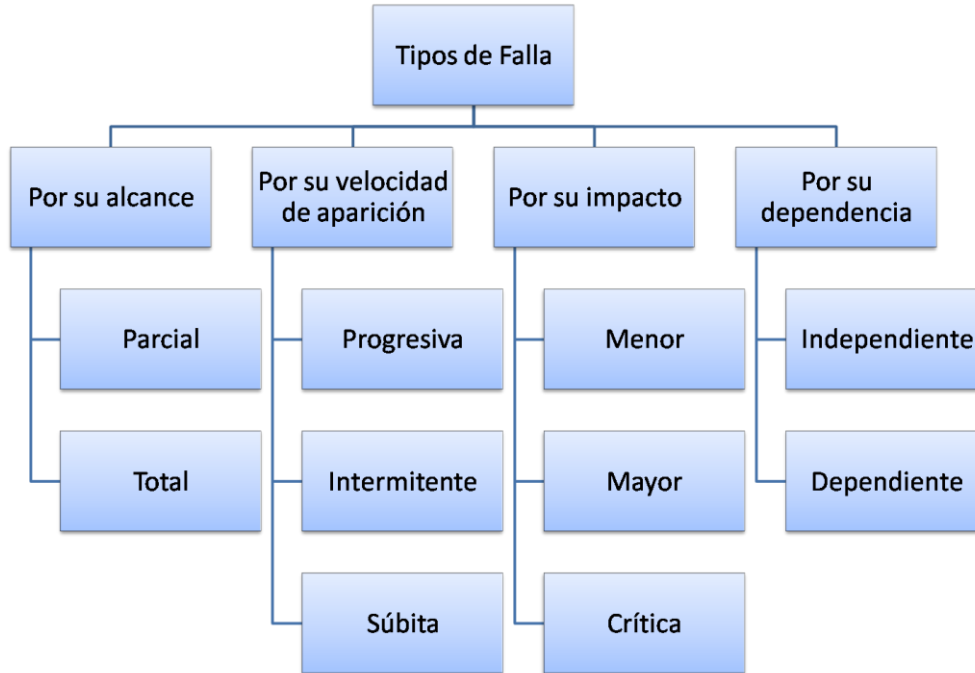 Tipos de Falla
Por su alcance
Por su velocidad
de aparición
Por su impacto
Por su
dependencia
Parcial
Progresiva
Menor
Independiente
Total
Intermitente
Mayor
Dependiente
Súbita
Crítica